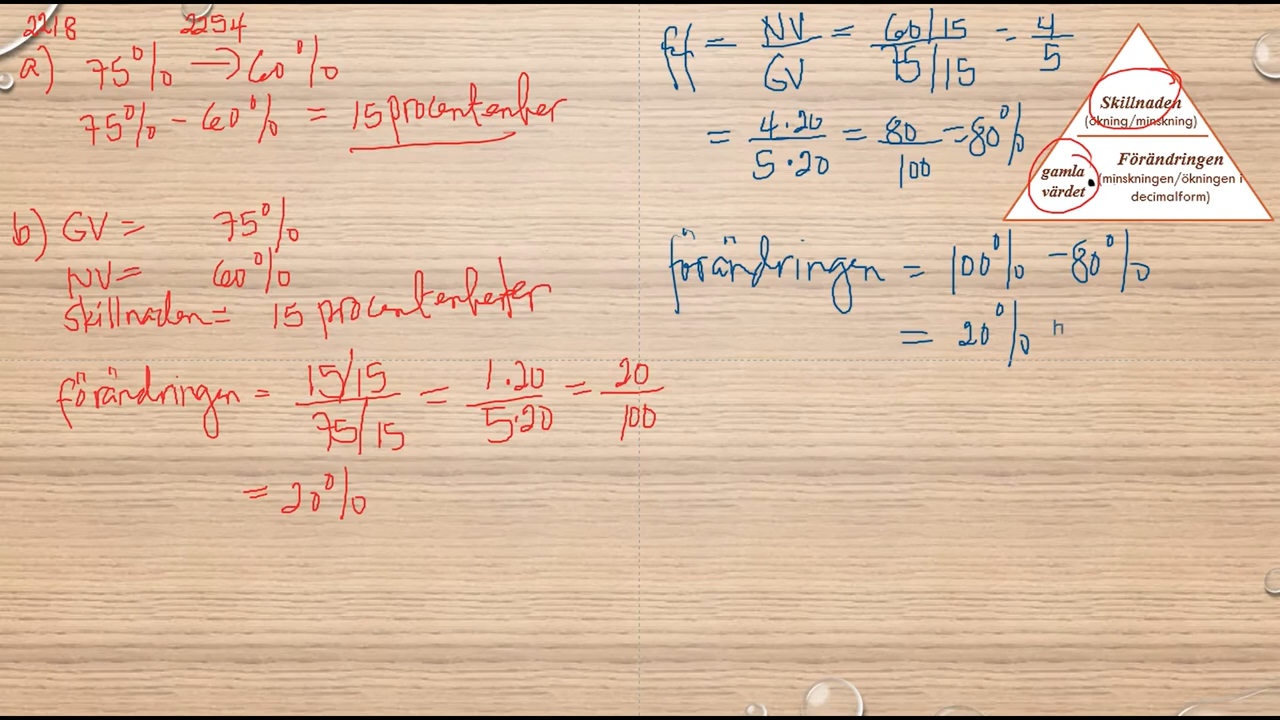 2218 2254
a) 75% → 60%
75% - 60% = 15 procentenher
b) GV = 75%
NV = 60%
Skillnaden = 15 procentenheter
förändringen = 15/15 / 75/15 = 1·20 / 5·20 = 20 / 100
= 20%
ff = NV / GV = 60/15 / 75/15 = 4 / 5
= 4·20 / 5·20 = 80 / 100 = 80%
förändringen = 100% - 80%
= 20%
Skillnaden
(ökning/minskning)
gamla
värdet
Förändringen
(minskningen/ökningen i
decimalform)